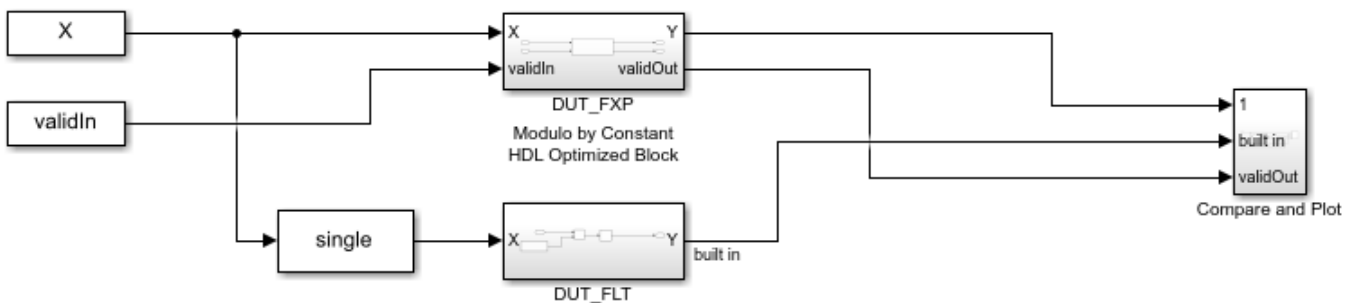 X
X
Y
validIn
validOut
DUT_FXP
Modulo by Constant
HDL Optimized Block
validIn
1
built in
validOut
Compare and Plot
single
X
Y
built in
DUT_FLT